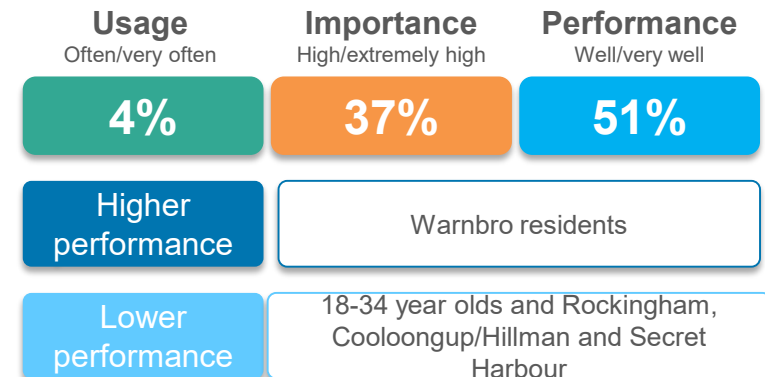 Usage Importance Performance
Often/very often High/extremely high Well/very well
4% 37% 51%
Higher
performance
Warnbro residents
Lower
performance
18-34 year olds and Rockingham,
Cooloongup/Hillman and Secret
Harbour